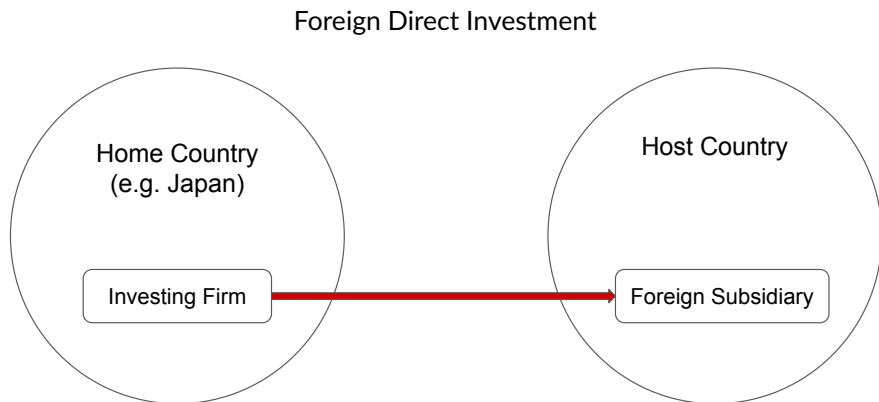 Foreign Direct Investment
Home Country
(e.g. Japan)
Host Country
Investing Firm
Foreign Subsidiary